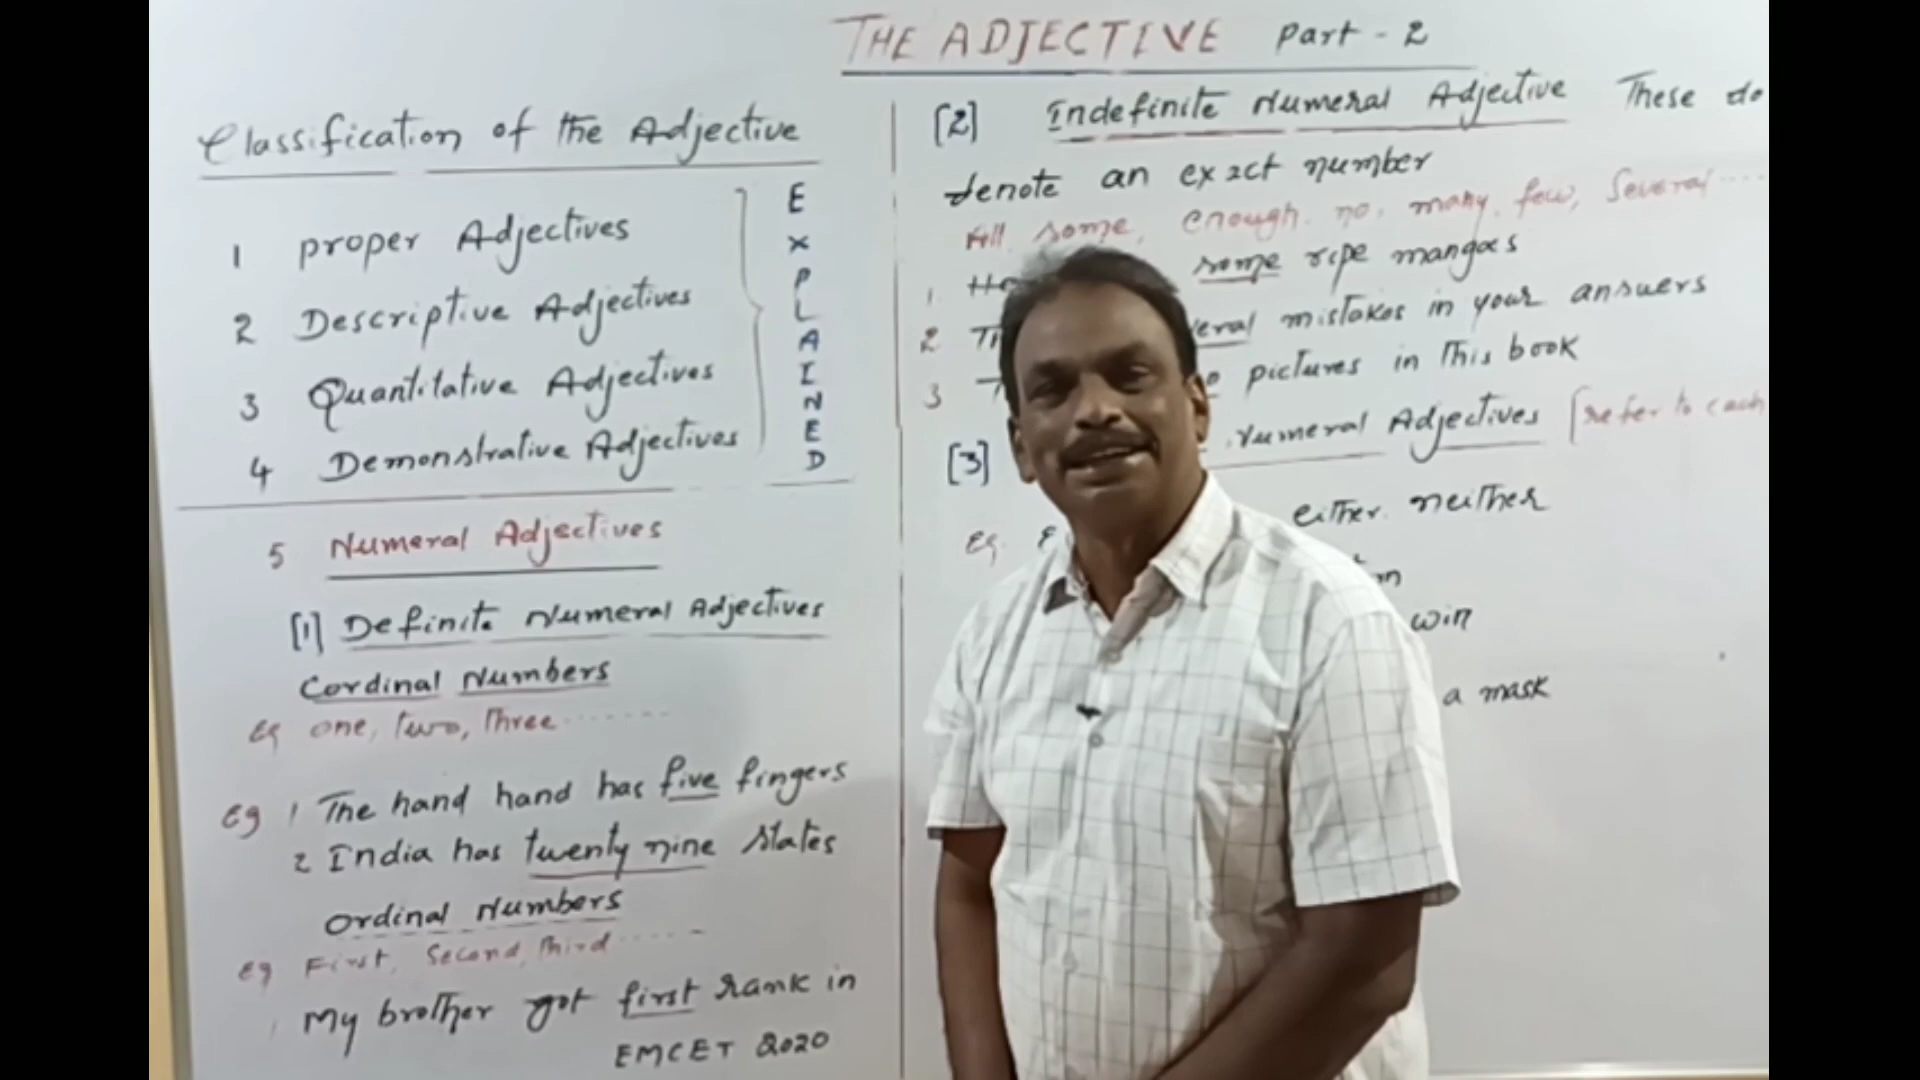 THE ADJECTIVE Part - 2
Classification of the Adjective
1 proper Adjectives
2 Descriptive Adjectives
3 Quantitative Adjectives
4 Demonstrative Adjectives
EXPLAINED
5 Numeral Adjectives
[1] Definite Numeral Adjectives
Cordinal Numbers
Eg one, two, three.......
Eg 1 The hand hand has five fingers
2 India has twenty nine states
Ordinal Numbers
Eg First, Second, third.....
1 My brother got first rank in
EMCET 2020
[2] Indefinite Numeral Adjective These do
denote an exact number
All some, enough, no, many, few, Several....
1. some ripe mangoes
2 mistakes in your answers
3 pictures in this book
[3] Numeral Adjectives [refer to each
Eg. either neither
win
a mask